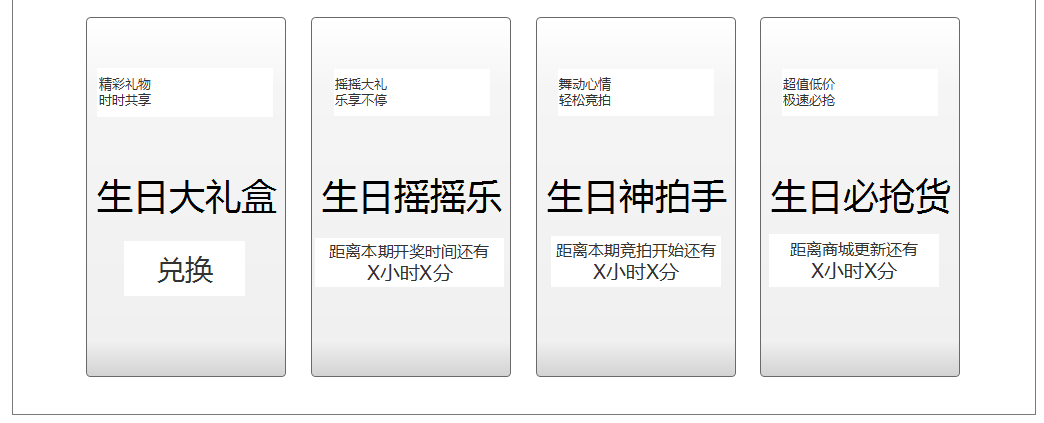 精彩礼物
时时共享
生日大礼盒
兑换
摇摇大礼
乐享不停
生日摇摇乐
距离本期开奖时间还有
X小时X分
舞动心情
轻松竞拍
生日神拍手
距离本期竞拍开始还有
X小时X分
超值低价
极速必抢
生日必抢货
距离商城更新还有
X小时X分